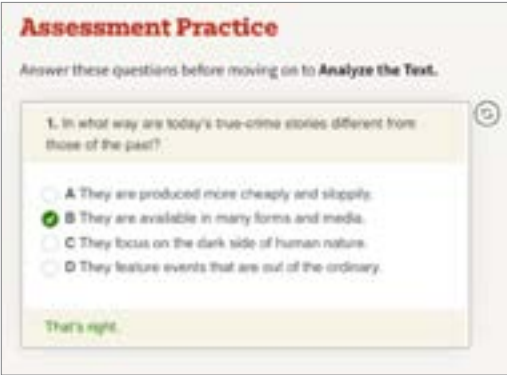 Assessment Practice
Answer these questions before moving on to Analyze the Text.
1. In what way are today's true-crime stories different from
those of the past?
A They are produced more cheaply and sloppily.
B They are available in many forms and media.
C They focus on the dark side of human nature.
D They feature events that are out of the ordinary.
That's right.